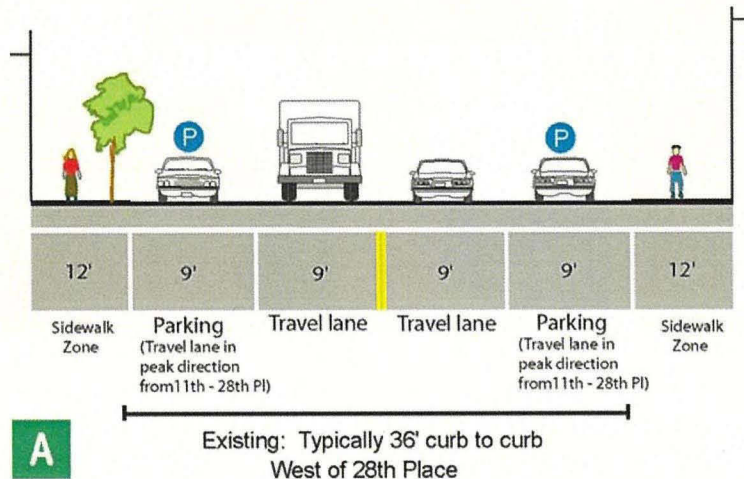 P
P
12'
9'
9'
9'
9'
12'
Sidewalk
Zone
Parking
(Travel lane in
peak direction
from11th - 28th Pl)
Travel lane
Travel lane
Parking
(Travel lane in
peak direction
from11th - 28th Pl)
Sidewalk
Zone
A
Existing: Typically 36' curb to curb
West of 28th Place